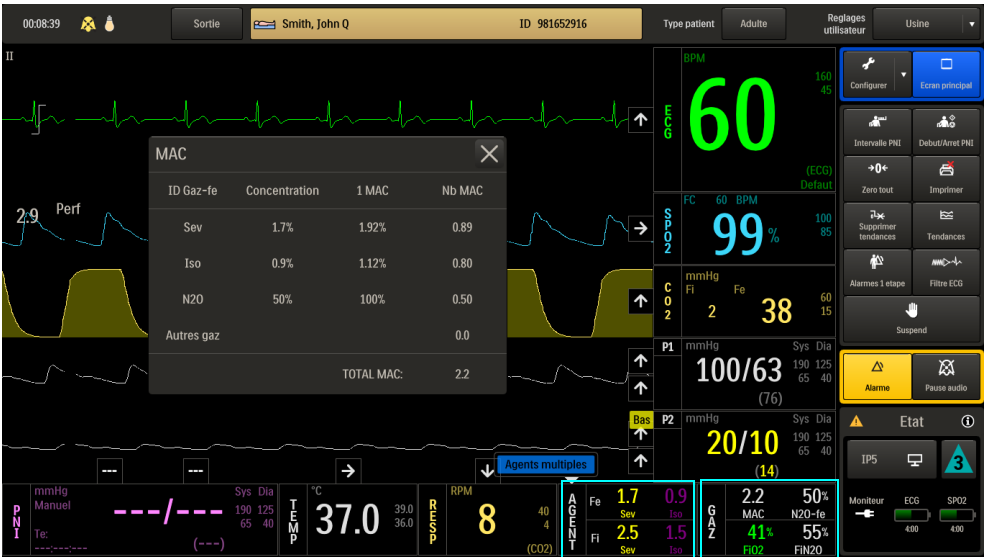 00:08:39
Sortie
Smith, John Q
ID 981652916
Type patient
Adulte
Reglages
utilisateur
Usine
II
2.9 Perf
MAC
ID Gaz-fe Concentration 1 MAC Nb MAC
Sev 1.7% 1.92% 0.89
Iso 0.9% 1.12% 0.80
N2O 50% 100% 0.50
Autres gaz 0.0
TOTAL MAC: 2.2
Bas
Agents multiples
--- ---
ECG
BPM
60
160
45
(ECG)
Defaut
SPO2
FC 60 BPM
99%
100
85
CO2
mmHg
Fi Fe
2 38
60
15
P1 mmHg Sys Dia
100/63
190 125
65 40
(76)
P2 mmHg Sys Dia
20/10
190 125
65 40
(14)
Configurer
Ecran principal
Intervalle PNI
Debut/Arret PNI
→0←
Zero tout
Imprimer
Supprimer
tendances
Tendances
Alarmes 1 etape
Filtre ECG
Suspend
Alarme
Pause audio
Etat
IP5
3
Moniteur ECG SPO2
4:00 4:00
PNI
mmHg Sys Dia
Manuel
---/---
190 125
65 40
Te:
---:---:---
(---)
TEMP
°C
37.0
39.0
36.0
RESP
RPM
8
40
4
(CO2)
AGENT
Fe 1.7 0.9
Sev Iso
Fi 2.5 1.5
Sev Iso
GAZ
2.2 50%
MAC N2O-fe
41% 55%
FiO2 FiN2O